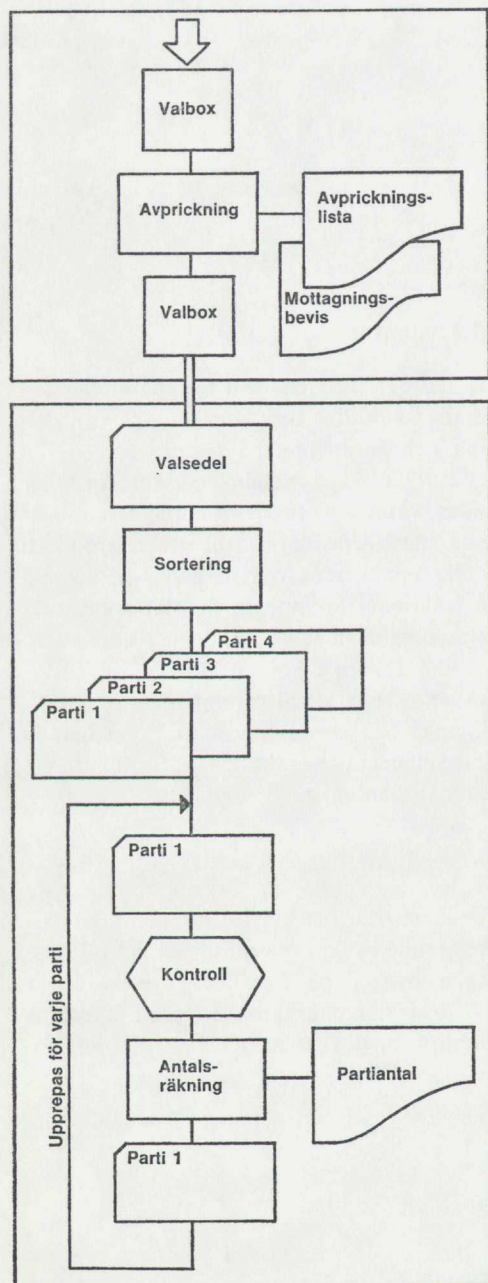 Valbox
Avprickning
Avpricknings-
lista
Mottagnings-
bevis
Valbox
Valsedel
Sortering
Parti 4
Parti 3
Parti 2
Parti 1
Upprepas för varje parti
Parti 1
Kontroll
Antals-
räkning
Partiantal
Parti 1